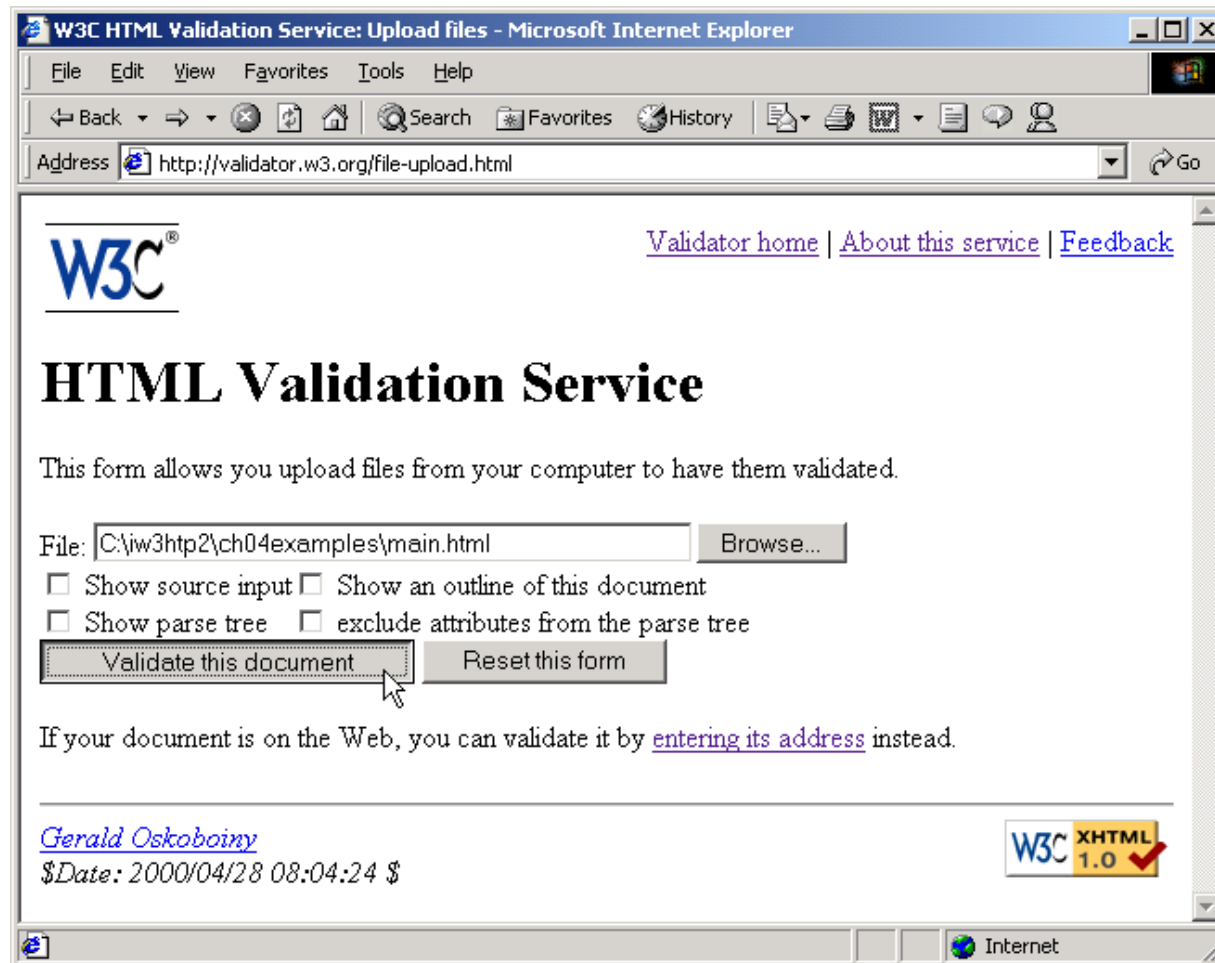 W3C HTML Validation Service: Upload files - Microsoft Internet Explorer
File Edit View Favorites Tools Help
Back Search Favorites History
Address http://validator.w3.org/file-upload.html Go
W3C® Validator home | About this service | Feedback
HTML Validation Service
This form allows you upload files from your computer to have them validated.
File: C:\iw3htp2\ch04examples\main.html Browse...
Show source input Show an outline of this document
Show parse tree exclude attributes from the parse tree
Validate this document Reset this form
If your document is on the Web, you can validate it by entering its address instead.
Gerald Oskoboiny
$Date: 2000/04/28 08:04:24 $
W3C XHTML 1.0
Internet